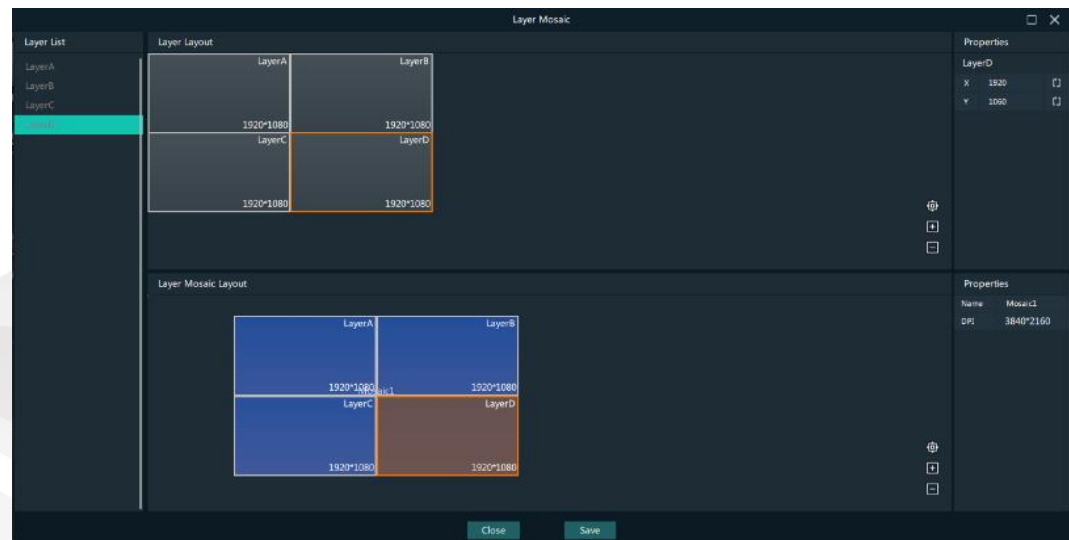 Layer Mosaic
Layer List
Layer Layout
Properties
LayerA
LayerB
LayerC
LayerA
1920*1080
LayerB
1920*1080
LayerC
1920*1080
LayerD
1920*1080
LayerD
X 1920
Y 1060
Layer Mosaic Layout
Properties
LayerA
1920*1080
LayerB
1920*1080
Mosaic1
LayerC
1920*1080
LayerD
1920*1080
Name Mosaic1
DPI 3840*2160
Close
Save